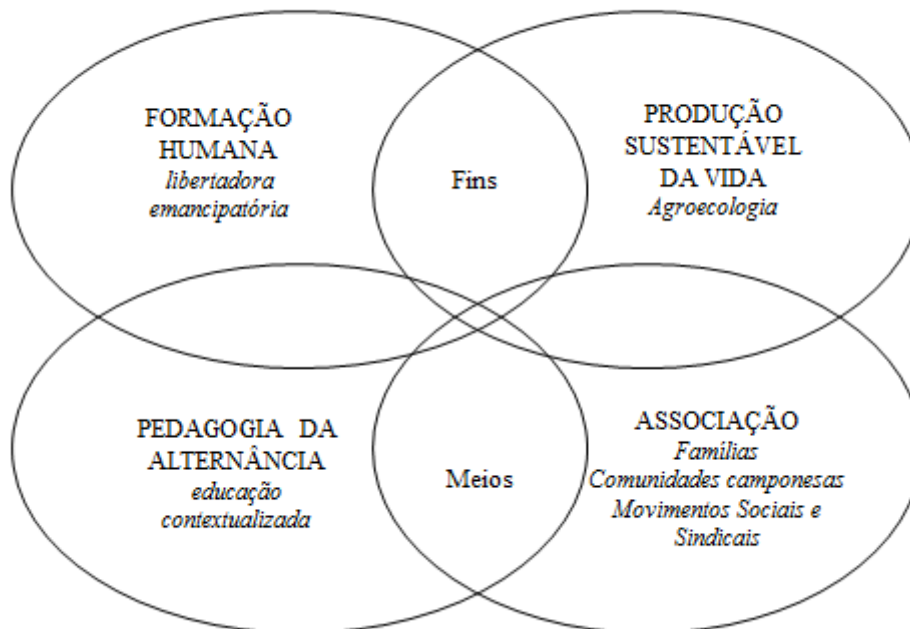 FORMAÇÃO
HUMANA
libertadora
emancipatória
Fins
PRODUÇÃO
SUSTENTÁVEL
DA VIDA
Agroecologia
PEDAGOGIA DA
ALTERNÂNCIA
educação
contextualizada
Meios
ASSOCIAÇÃO
Famílias
Comunidades camponesas
Movimentos Sociais e
Sindicais